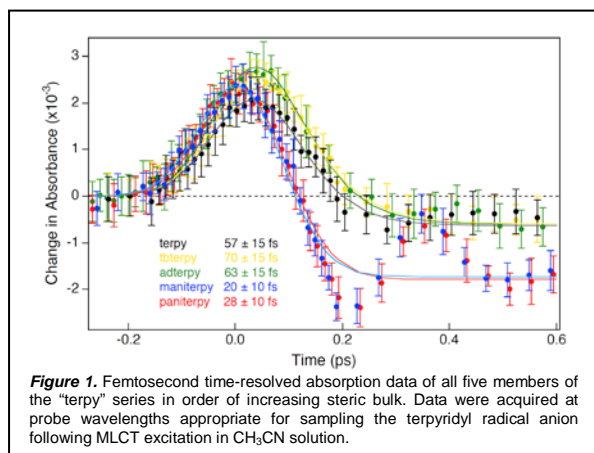 Change in Absorbance (x10-3)
3
2
1
0
-1
-2
terpy 57 ± 15 fs
tbterpy 70 ± 15 fs
adterpy 63 ± 15 fs
maniterpy 20 ± 10 fs
paniterpy 28 ± 10 fs
-0.2 0.0 0.2 0.4 0.6
Time (ps)
Figure 1. Femtosecond time-resolved absorption data of all five members of
the “terpy” series in order of increasing steric bulk. Data were acquired at
probe wavelengths appropriate for sampling the terpyridyl radical anion
following MLCT excitation in CH₃CN solution.